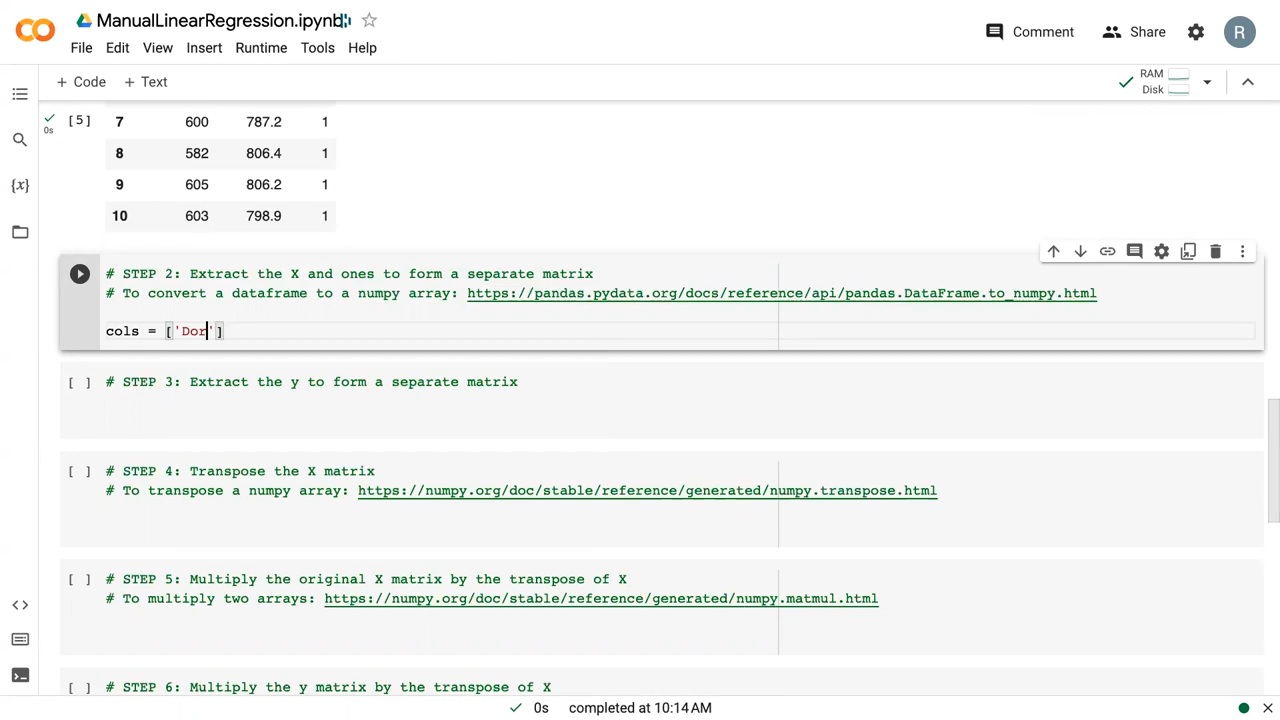 ManualLinearRegression.ipynb
Comment
Share
R
File Edit View Insert Runtime Tools Help
+ Code + Text
RAM
Disk
[5]
0s
7 600 787.2 1
8 582 806.4 1
9 605 806.2 1
10 603 798.9 1
{x}
# STEP 2: Extract the X and ones to form a separate matrix
# To convert a dataframe to a numpy array: https://pandas.pydata.org/docs/reference/api/pandas.DataFrame.to_numpy.html
cols = ['Dor']
[ ] # STEP 3: Extract the y to form a separate matrix
[ ] # STEP 4: Transpose the X matrix
# To transpose a numpy array: https://numpy.org/doc/stable/reference/generated/numpy.transpose.html
[ ] # STEP 5: Multiply the original X matrix by the transpose of X
# To multiply two arrays: https://numpy.org/doc/stable/reference/generated/numpy.matmul.html
[ ] # STEP 6: Multiply the y matrix by the transpose of X
0s completed at 10:14 AM